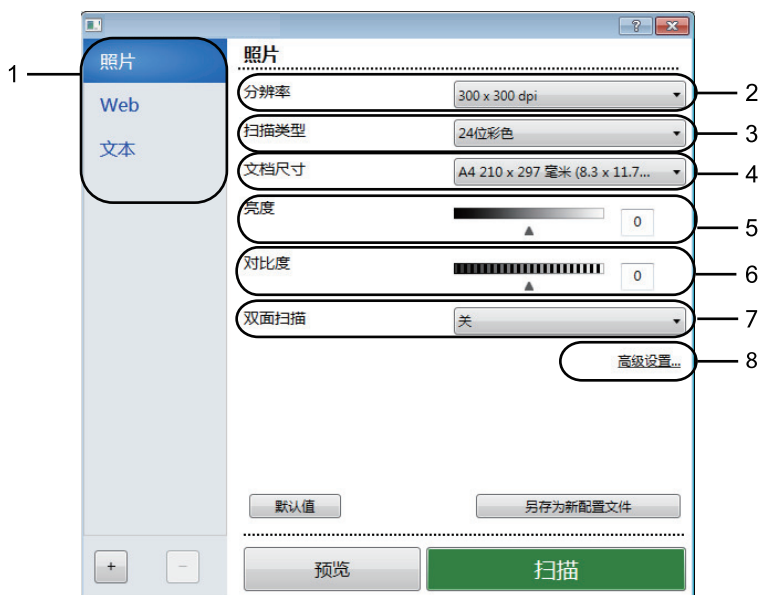 ?
照片
照片
Web
文本
1
分辨率
300 x 300 dpi
2
扫描类型
24位彩色
3
文档尺寸
A4 210 x 297 毫米 (8.3 x 11.7...
4
亮度
0
5
对比度
0
6
双面扫描
关
7
高级设置...
8
默认值
另存为新配置文件
+
-
预览
扫描